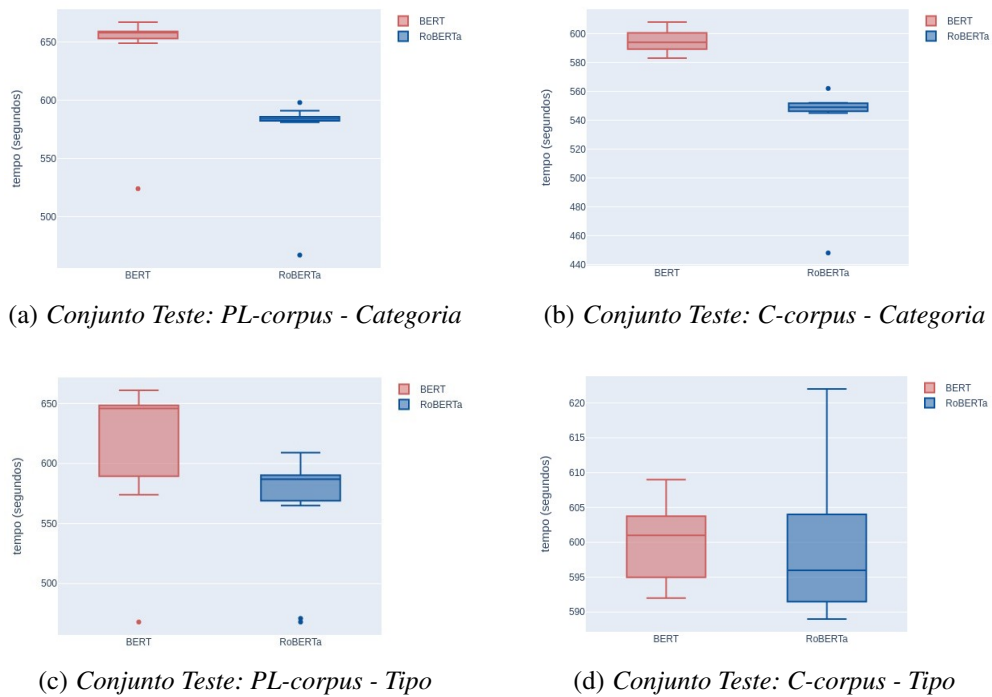 BERT
RoBERTa
650
600
550
500
tempo (segundos)
BERT
RoBERTa
(a) Conjunto Teste: PL-corpus - Categoria
BERT
RoBERTa
600
580
560
540
520
500
480
460
440
tempo (segundos)
BERT
RoBERTa
(b) Conjunto Teste: C-corpus - Categoria
BERT
RoBERTa
650
600
550
500
tempo (segundos)
BERT
RoBERTa
(c) Conjunto Teste: PL-corpus - Tipo
BERT
RoBERTa
620
615
610
605
600
595
590
tempo (segundos)
BERT
RoBERTa
(d) Conjunto Teste: C-corpus - Tipo